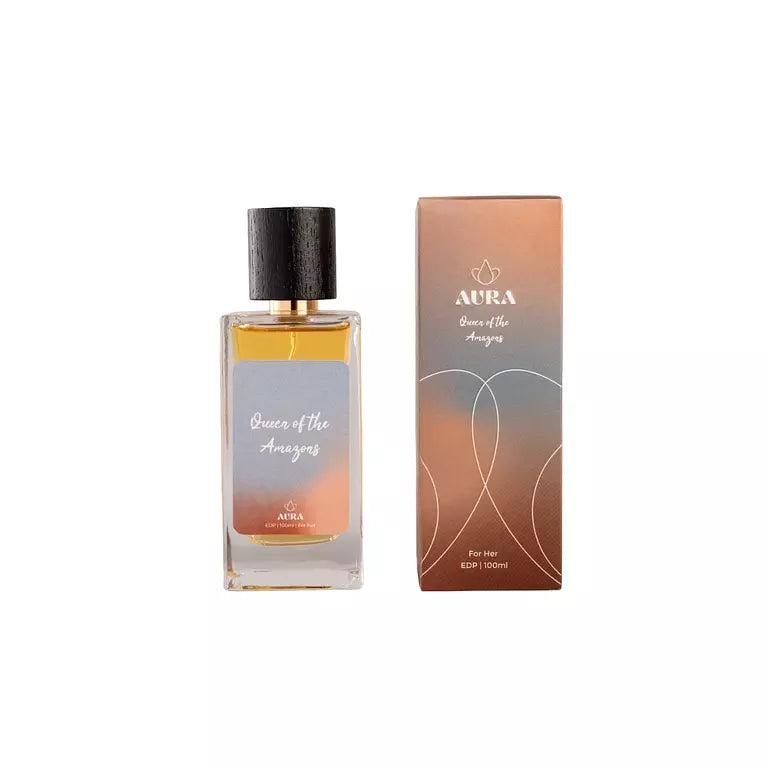 Queen of the
Amazons
AURA
EDP | 100ml | For Her
AURA
Queen of the
Amazons
For Her
EDP | 100ml